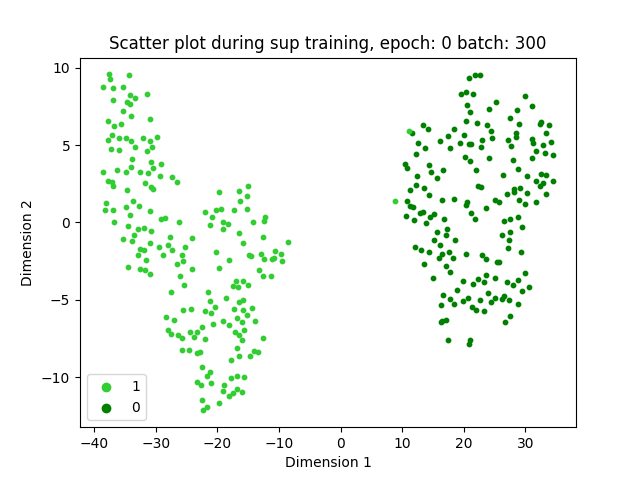 Scatter plot during sup training, epoch: 0 batch: 300
10
5
0
−5
−10
Dimension 2
1
0
−40 −30 −20 −10 0 10 20 30
Dimension 1